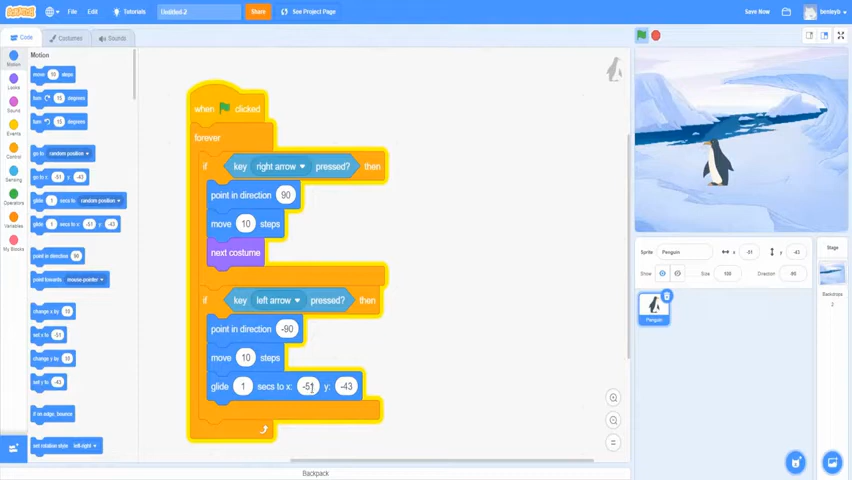 SCRATCH File Edit Tutorials Untitled-2 Share See Project Page Save Now
Code Costumes Sounds
Motion
Looks
Sound
Events
Control
Sensing
Operators
Variables
My Blocks
Motion
move 10 steps
turn 15 degrees
turn 15 degrees
go to random position
go to x: -51 y: -43
glide 1 secs to random position
glide 1 secs to x: -51 y: -43
point in direction 90
point towards mouse-pointer
change x by 10
set x to -51
change y by 10
set y to -43
if on edge, bounce
set rotation style left-right
when clicked
forever
if key right arrow pressed? then
point in direction 90
move 10 steps
next costume
if key left arrow pressed? then
point in direction -90
move 10 steps
glide 1 secs to x: -51 y: -43
Backpack
Sprite Penguin x -51 y -43
Show Size 100 Direction
Penguin
Stage
Backdrops
2